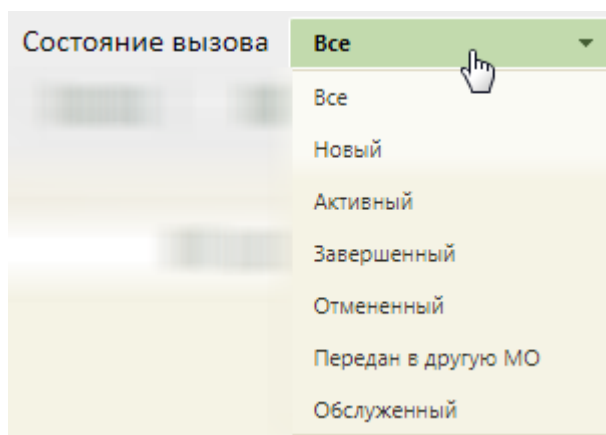 Состояние вызова Все
Все
Новый
Активный
Завершенный
Отмененный
Передан в другую МО
Обслуженный